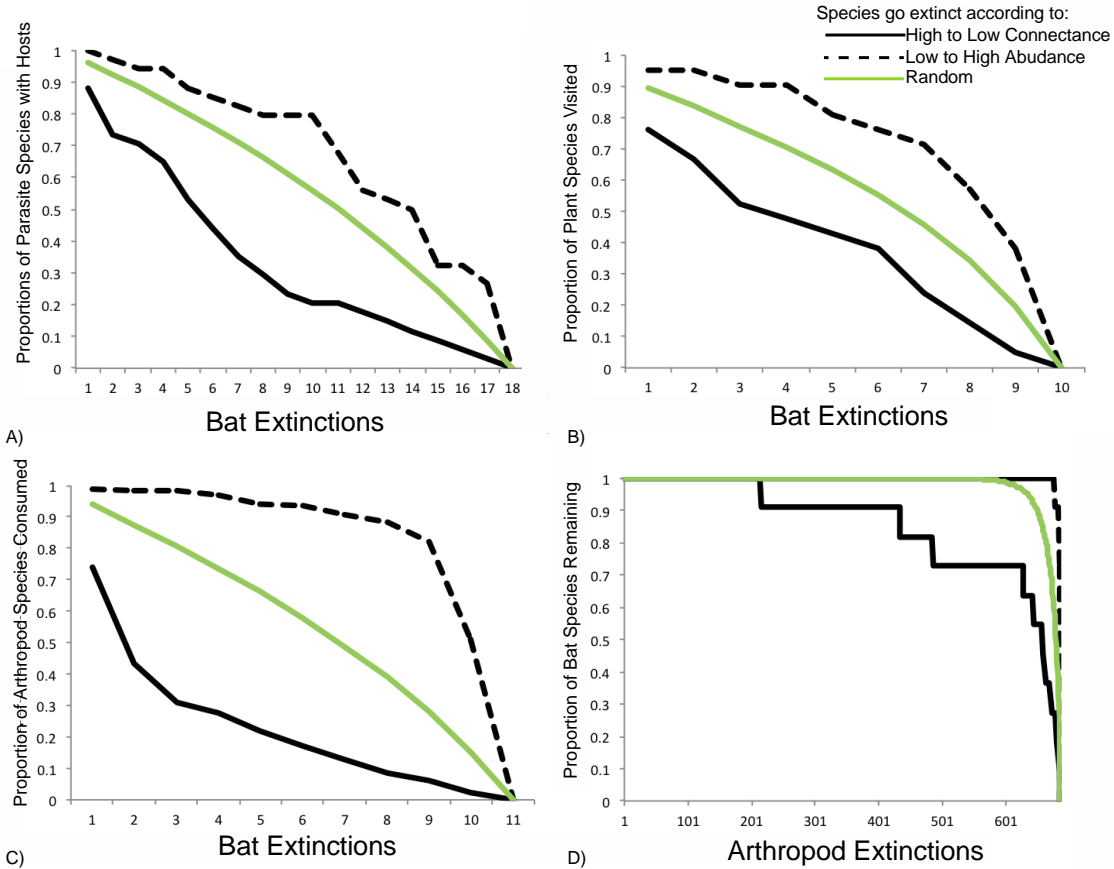 Species go extinct according to:
High to Low Connectance
Low to High Abudance
Random
Proportions of Parasite Species with Hosts
1
0.9
0.8
0.7
0.6
0.5
0.4
0.3
0.2
0.1
0
1 2 3 4 5 6 7 8 9 10 11 12 13 14 15 16 17 18
Bat Extinctions
A)
Proportion of Plant Species Visited
1
0.9
0.8
0.7
0.6
0.5
0.4
0.3
0.2
0.1
0
1 2 3 4 5 6 7 8 9 10
Bat Extinctions
B)
Proportion of Arthropod Species Consumed
1
0.9
0.8
0.7
0.6
0.5
0.4
0.3
0.2
0.1
0
1 2 3 4 5 6 7 8 9 10 11
Bat Extinctions
C)
Proportion of Bat Species Remaining
1
0.9
0.8
0.7
0.6
0.5
0.4
0.3
0.2
0.1
0
1 101 201 301 401 501 601
Arthropod Extinctions
D)